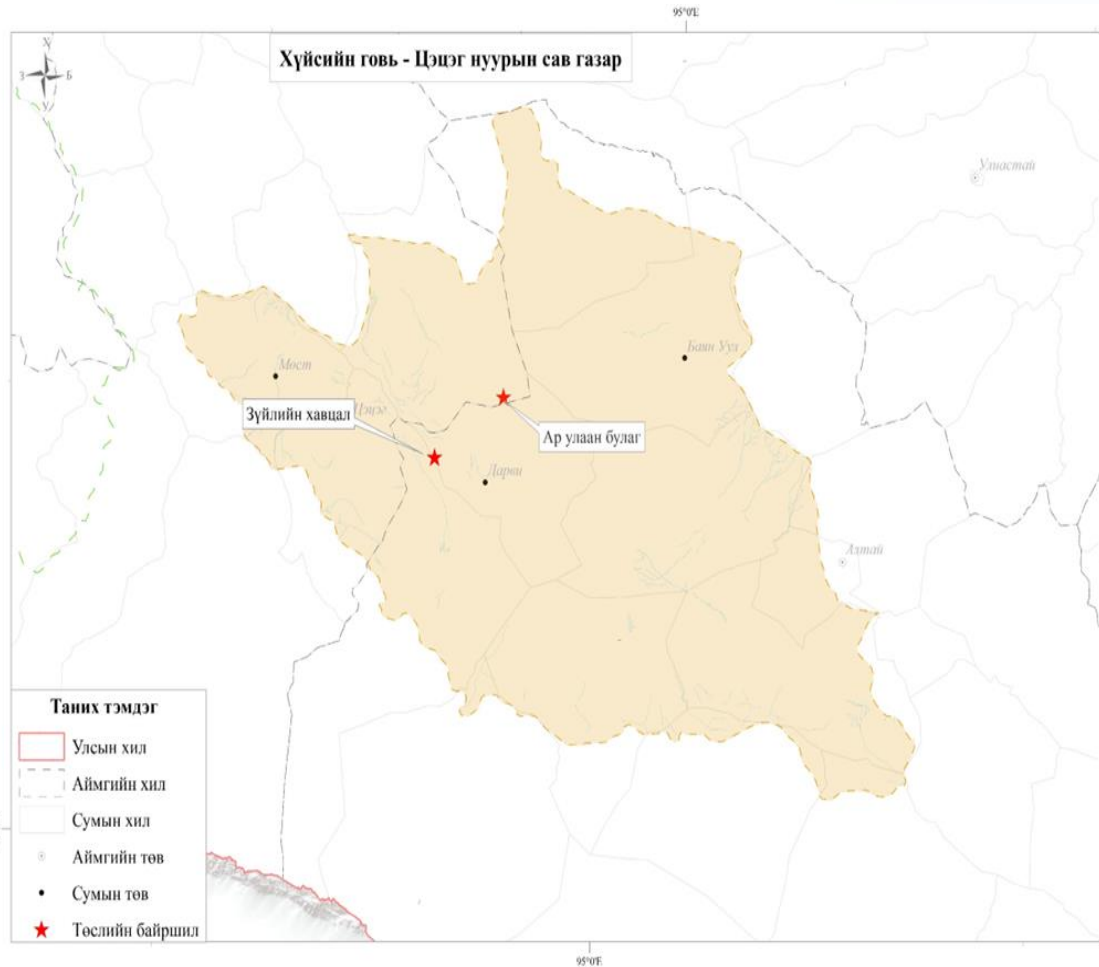 95°0'E
Хүйсийн говь - Цэцэг нуурын сав газар
Х
З Б
У
Улиастай
Баян Уул
Мөст
Цэцэг
Зүйлийн хавцал
Ар улаан булаг
Дарви
Алтай
Таних тэмдэг
Улсын хил
Аймгийн хил
Сумын хил
Аймгийн төв
Сумын төв
Төслийн байршил
95°0'E